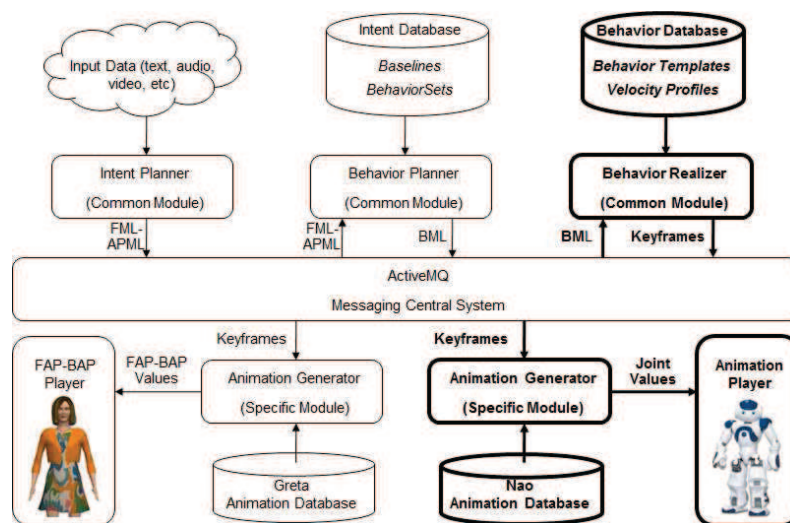 Input Data (text, audio,
video, etc)
Intent Database
Baselines
BehaviorSets
Behavior Database
Behavior Templates
Velocity Profiles
Intent Planner
(Common Module)
Behavior Planner
(Common Module)
Behavior Realizer
(Common Module)
FML-
APML
FML-
APML
BML
BML
Keyframes
ActiveMQ
Messaging Central System
Keyframes
Keyframes
FAP-BAP
Player
FAP-BAP
Values
Animation Generator
(Specific Module)
Animation Generator
(Specific Module)
Joint
Values
Animation
Player
Greta
Animation Database
Nao
Animation Database